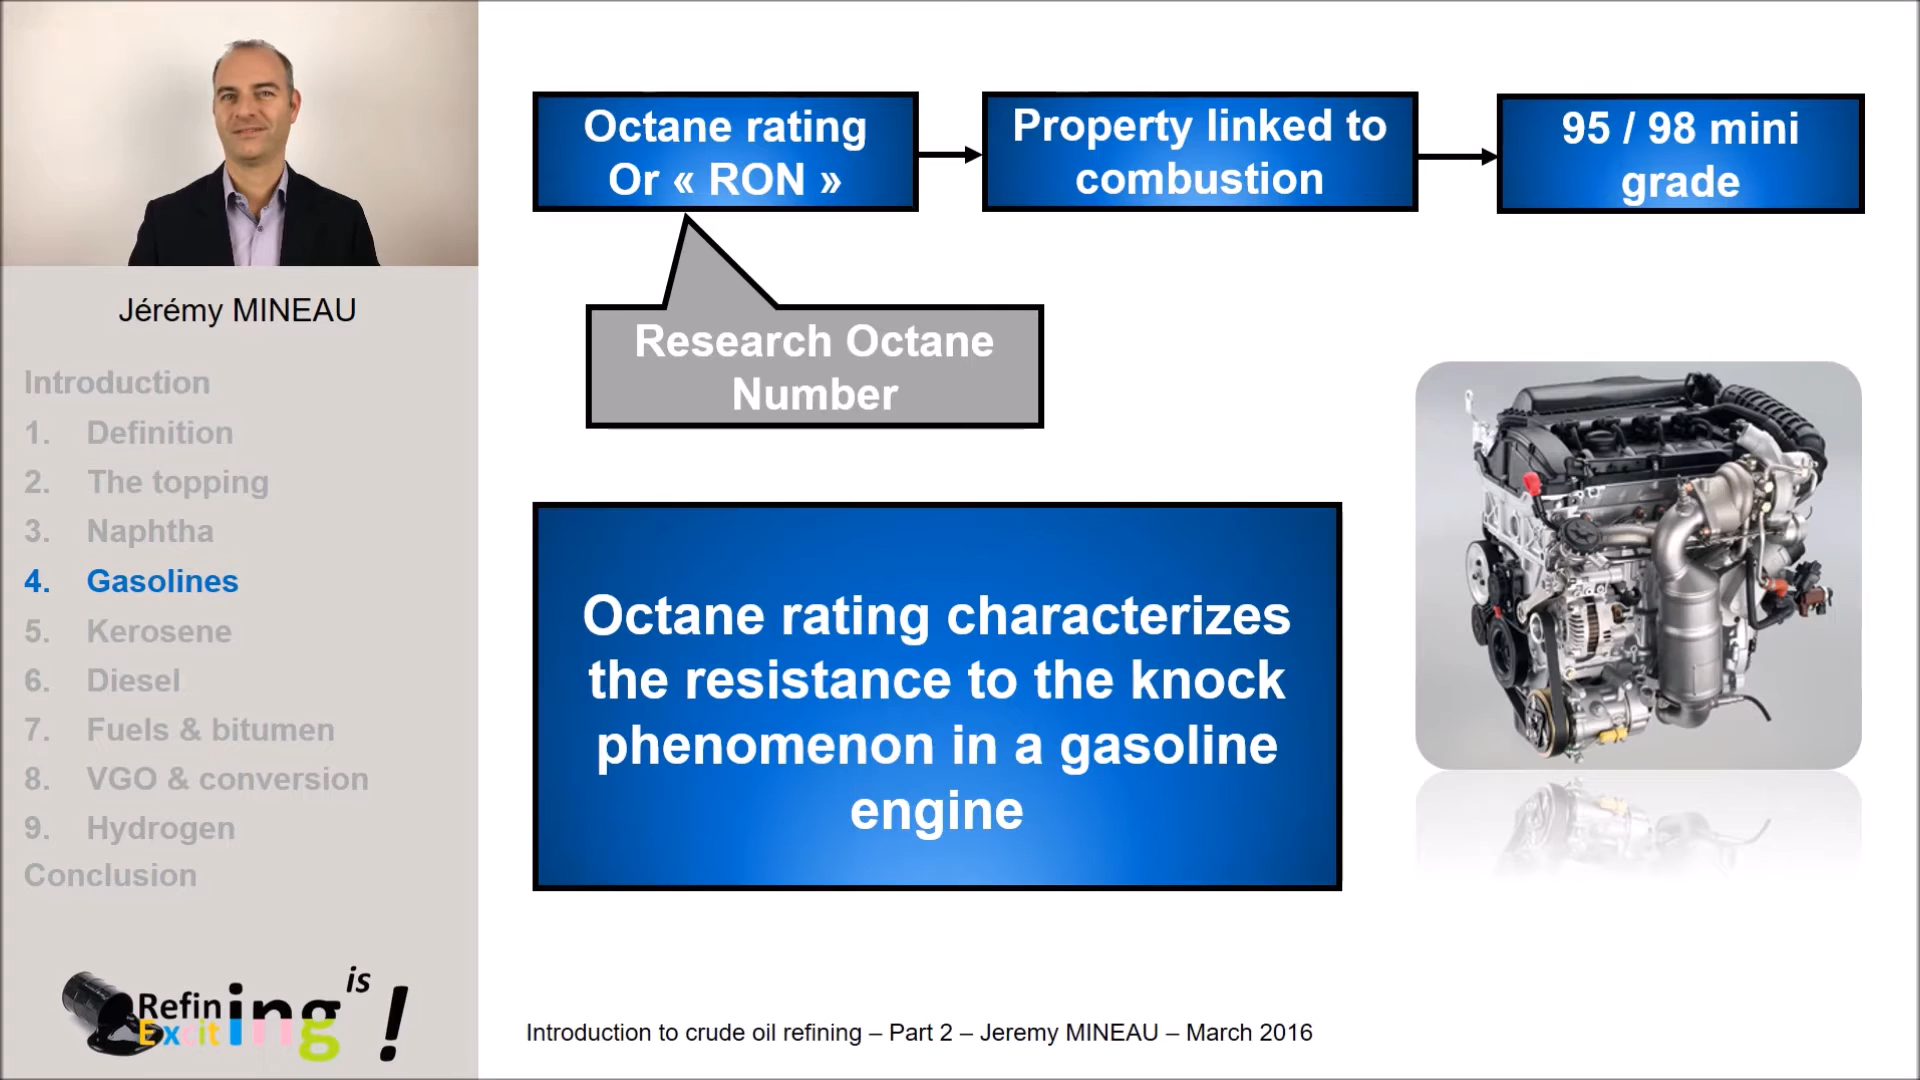 Jérémy MINEAU
Introduction
1. Definition
2. The topping
3. Naphtha
4. Gasolines
5. Kerosene
6. Diesel
7. Fuels & bitumen
8. VGO & conversion
9. Hydrogen
Conclusion
Refining is
Exciting !
Octane rating
Or « RON »
Property linked to
combustion
95 / 98 mini
grade
Research Octane
Number
Octane rating characterizes
the resistance to the knock
phenomenon in a gasoline
engine
Introduction to crude oil refining – Part 2 – Jeremy MINEAU – March 2016